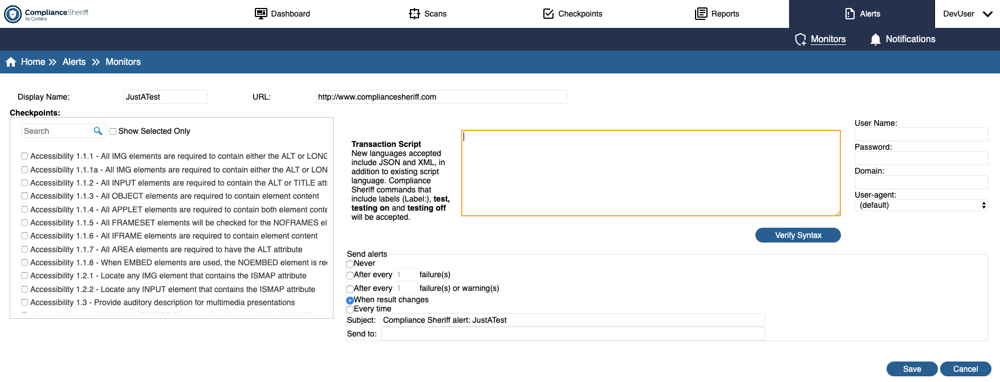 ComplianceSheriff
by Cyxtera
Dashboard
Scans
Checkpoints
Reports
Alerts
DevUser
Monitors
Notifications
Home » Alerts » Monitors
Display Name: JustATest URL: http://www.compliancesheriff.com
Checkpoints:
Search Show Selected Only
Accessibility 1.1.1 - All IMG elements are required to contain either the ALT or LONG
Accessibility 1.1.1a - All IMG elements are required to contain either the ALT or LON
Accessibility 1.1.2 - All INPUT elements are required to contain the ALT or TITLE att
Accessibility 1.1.3 - All OBJECT elements are required to contain element content
Accessibility 1.1.4 - All APPLET elements are required to contain both element conte
Accessibility 1.1.5 - All FRAMESET elements will be checked for the NOFRAMES el
Accessibility 1.1.6 - All IFRAME elements are required to contain element content
Accessibility 1.1.7 - All AREA elements are required to have the ALT attribute
Accessibility 1.1.8 - When EMBED elements are used, the NOEMBED element is re
Accessibility 1.2.1 - Locate any IMG element that contains the ISMAP attribute
Accessibility 1.2.2 - Locate any INPUT element that contains the ISMAP attribute
Accessibility 1.3 - Provide auditory description for multimedia presentations
Transaction Script
New languages accepted
include JSON and XML, in
addition to existing script
language. Compliance
Sheriff commands that
include labels (Label:), test,
testing on and testing off
will be accepted.
Verify Syntax
User Name:
Password:
Domain:
User-agent:
(default)
Send alerts
Never
After every 1 failure(s)
After every 1 failure(s) or warning(s)
When result changes
Every time
Subject: Compliance Sheriff alert: JustATest
Send to:
Save
Cancel